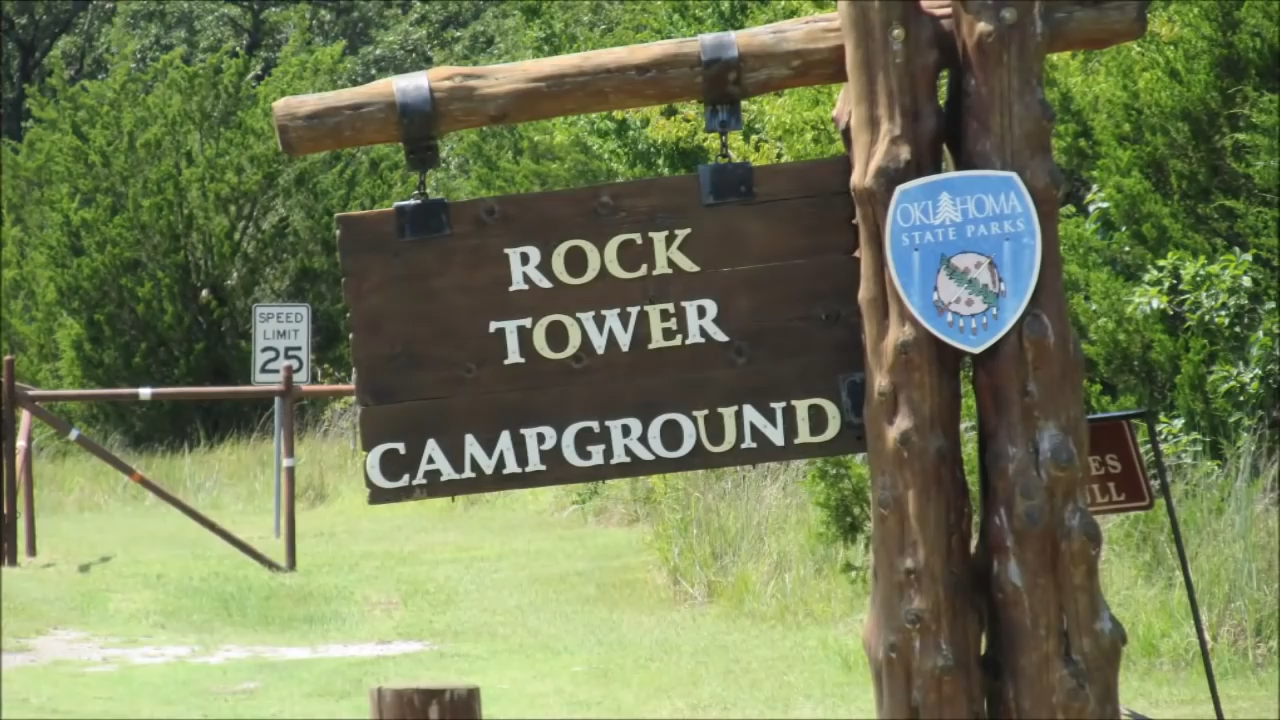 ROCK
TOWER
CAMPGROUND
OKLAHOMA
STATE PARKS
SPEED
LIMIT
25